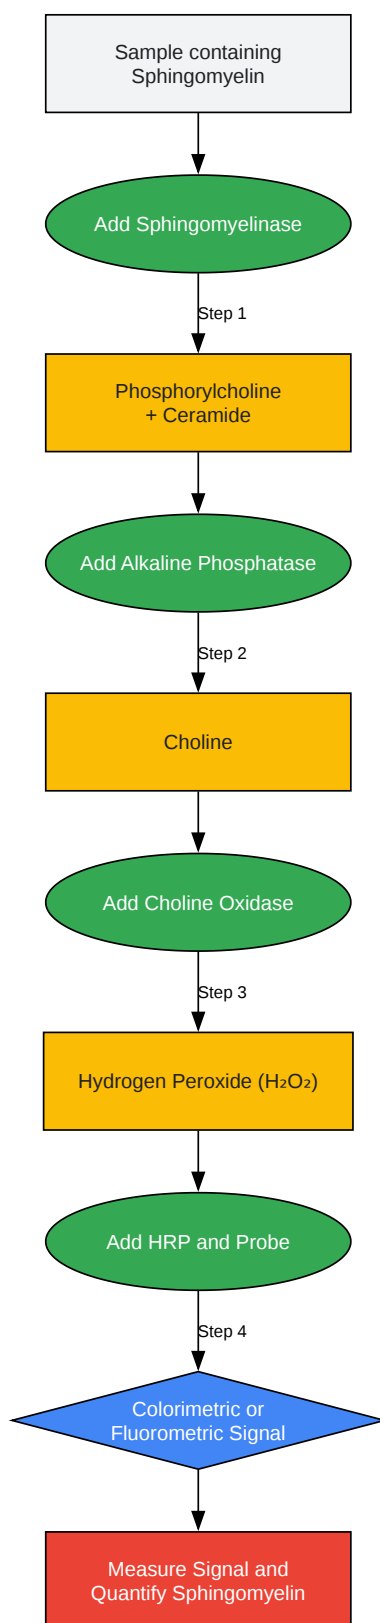 Sample containing
Sphingomyelin
Add Sphingomyelinase
Step 1
Phosphorylcholine
+ Ceramide
Add Alkaline Phosphatase
Step 2
Choline
Add Choline Oxidase
Step 3
Hydrogen Peroxide (H₂O₂)
Add HRP and Probe
Step 4
Colorimetric or
Fluorometric Signal
Measure Signal and
Quantify Sphingomyelin